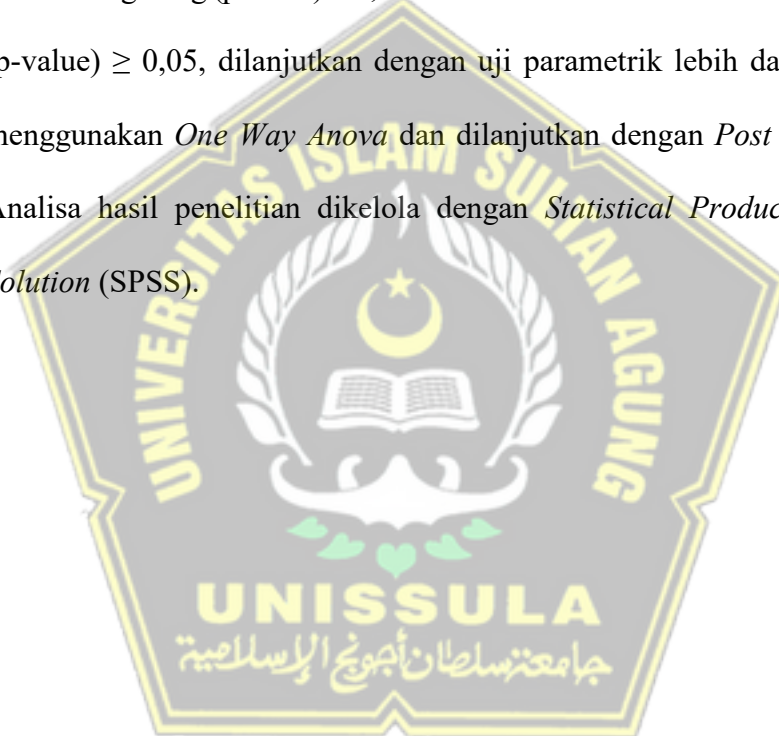 p-value) ≥ 0,05, dilanjutkan dengan uji parametrik lebih da
menggunakan One Way Anova dan dilanjutkan dengan Post
Analisa hasil penelitian dikelola dengan Statistical Produc
Solution (SPSS).
UNIVERSITAS ISLAM SULTAN AGUNG
UNISSULA
جامعة سلطان أجونج الإسلامية